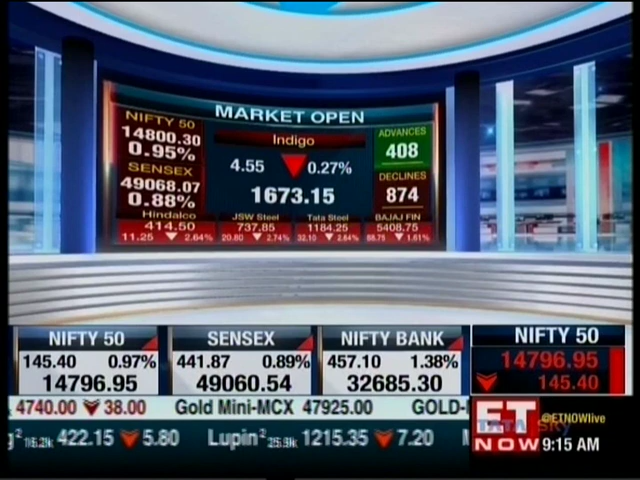 MARKET OPEN
NIFTY 50
14800.30
0.95%
SENSEX
49068.07
0.88%
Indigo
4.55 0.27%
1673.15
ADVANCES
408
DECLINES
874
Hindalco
414.50
11.25 2.64%
JSW Steel
737.85
20.80 2.74%
Tata Steel
1184.25
32.10 2.64%
BAJAJ FIN
5408.75
88.75 1.61%
NIFTY 50
145.40 0.97%
14796.95
SENSEX
441.87 0.89%
49060.54
NIFTY BANK
457.10 1.38%
32685.30
NIFTY 50
14796.95
145.40
4740.00 38.00 Gold Mini-MCX 47925.00 GOLD-
422.15 5.80 Lupin 25.9k 1215.35 7.20
ET
NOW
TATA sky
@ETNOWlive
9:15 AM